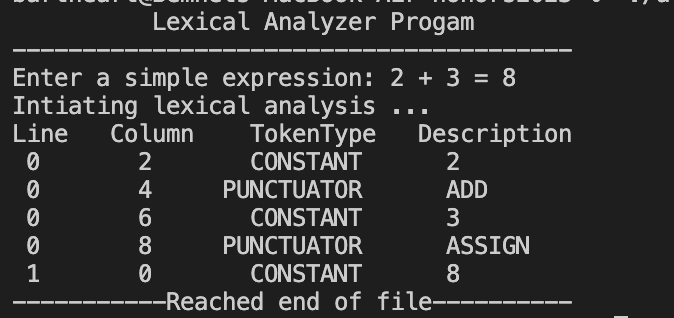 Lexical Analyzer Progam
----------------------------------------
Enter a simple expression: 2 + 3 = 8
Intiating lexical analysis ...
Line Column TokenType Description
0 2 CONSTANT 2
0 4 PUNCTUATOR ADD
0 6 CONSTANT 3
0 8 PUNCTUATOR ASSIGN
1 0 CONSTANT 8
-----------Reached end of file----------